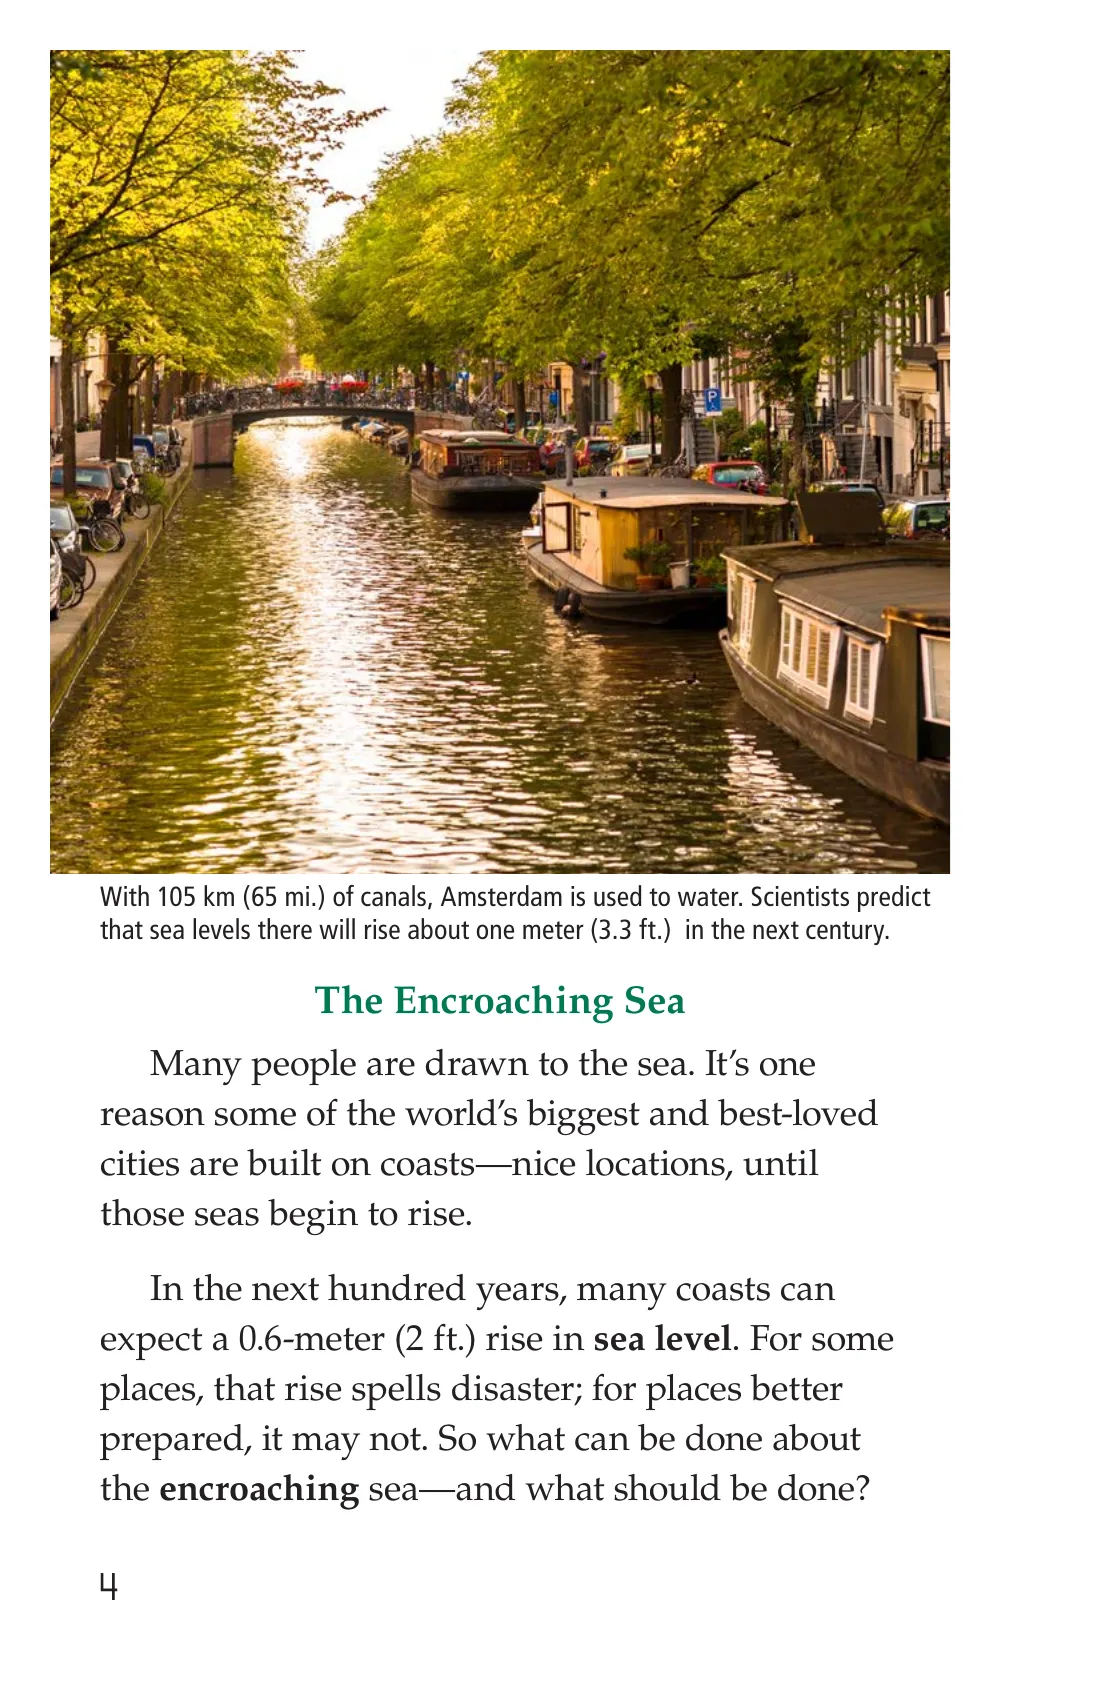 P
With 105 km (65 mi.) of canals, Amsterdam is used to water. Scientists predict
that sea levels there will rise about one meter (3.3 ft.)  in the next century.
The Encroaching Sea
Many people are drawn to the sea. It’s one
reason some of the world’s biggest and best-loved
cities are built on coasts—nice locations, until
those seas begin to rise.
In the next hundred years, many coasts can
expect a 0.6-meter (2 ft.) rise in sea level. For some
places, that rise spells disaster; for places better
prepared, it may not. So what can be done about
the encroaching sea—and what should be done?
4